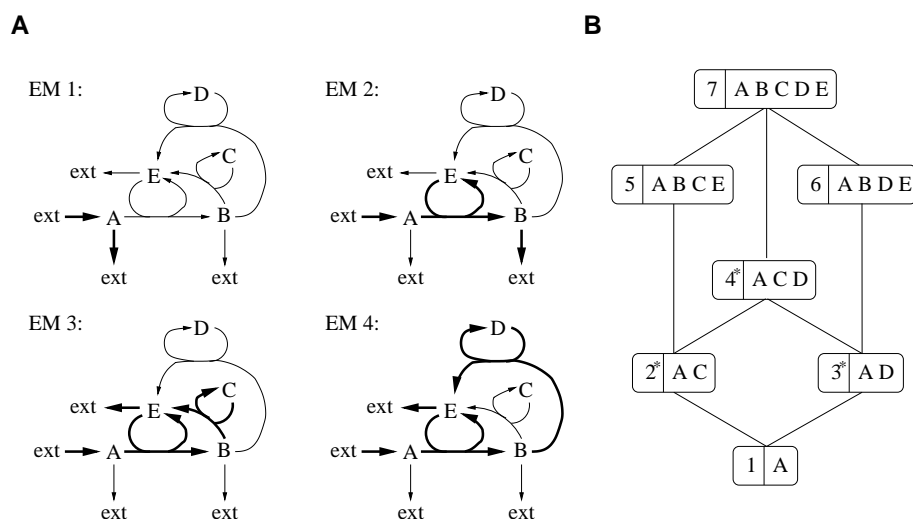 A
B
EM 1:
D
C
ext
E
ext
A
B
ext
ext
EM 2:
D
C
ext
E
ext
A
B
ext
ext
EM 3:
D
C
ext
E
ext
A
B
ext
ext
EM 4:
D
C
ext
E
ext
A
B
ext
ext
7 A B C D E
5 A B C E
6 A B D E
4* A C D
2* A C
3* A D
1 A